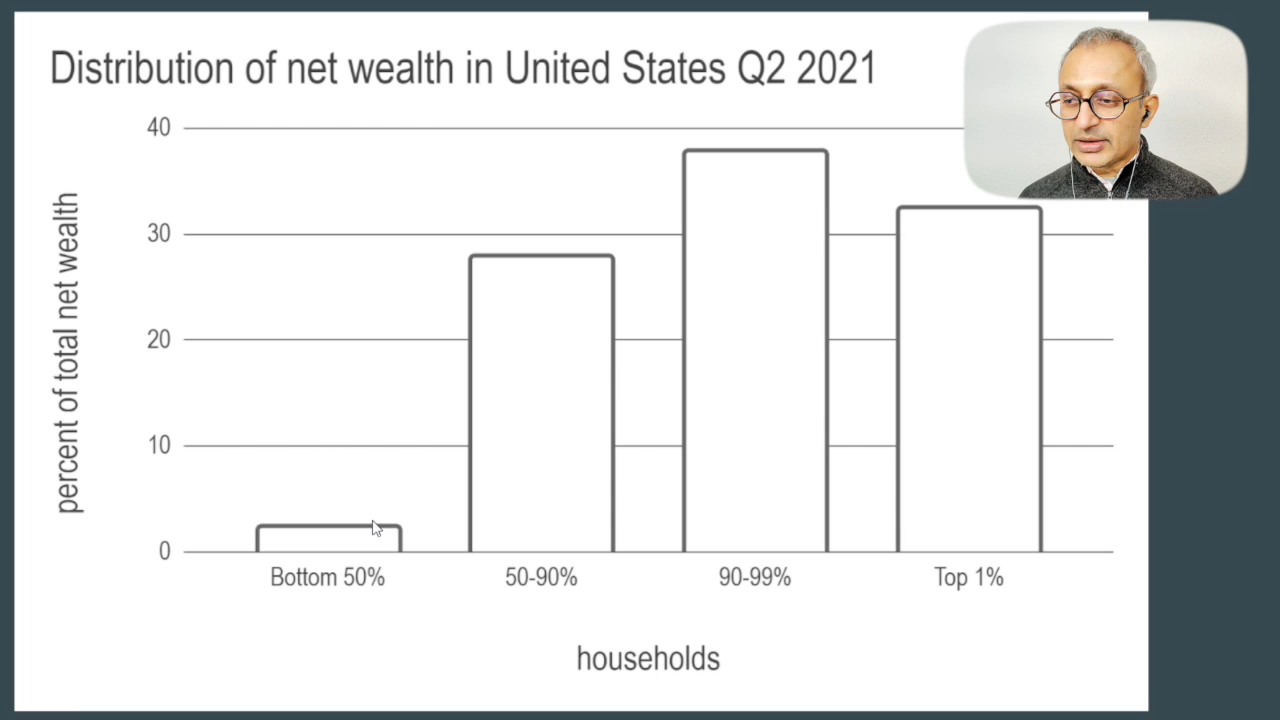 Distribution of net wealth in United States Q2 2021
percent of total net wealth
40
30
20
10
0
Bottom 50%
50-90%
90-99%
Top 1%
households